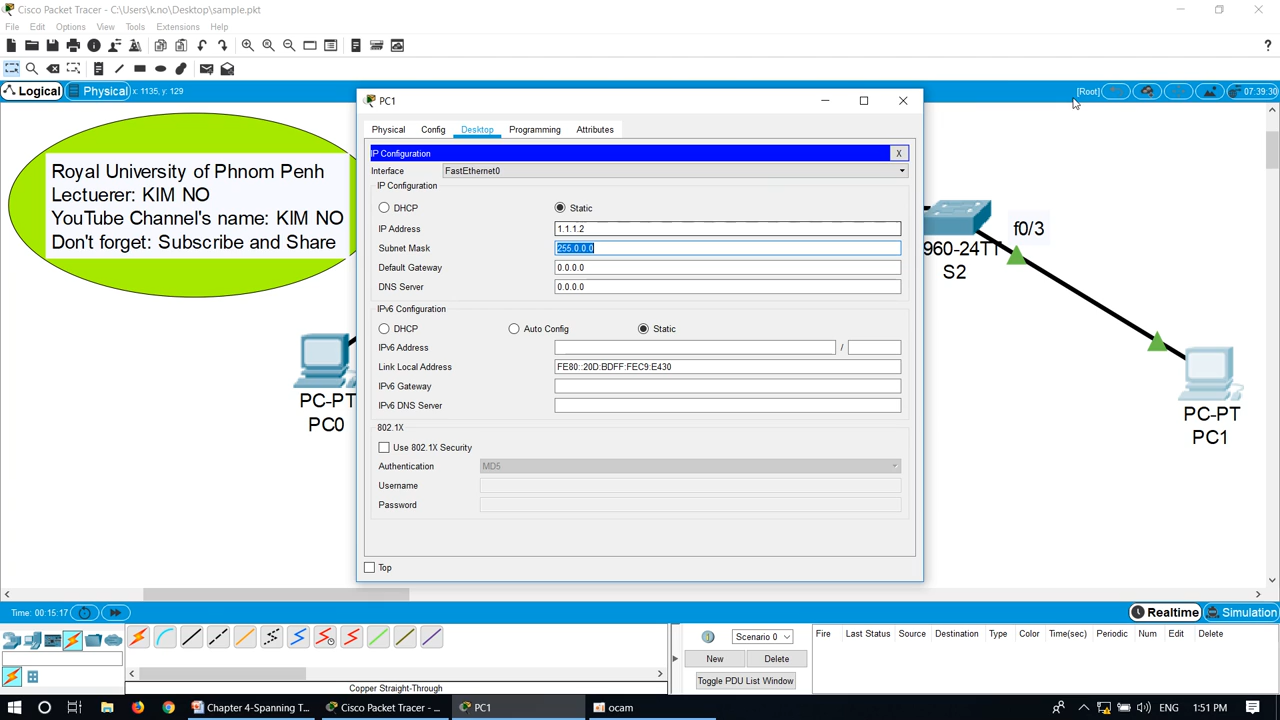 Cisco Packet Tracer - C:\Users\k.no\Desktop\sample.pkt
File Edit Options View Tools Extensions Help
?
Logical Physical x: 1135, y: 129
[Root] 07:39:30
PC1
Physical Config Desktop Programming Attributes
IP Configuration X
Interface FastEthernet0
IP Configuration
DHCP Static
IP Address 1.1.1.2
Subnet Mask 255.0.0.0
Default Gateway 0.0.0.0
DNS Server 0.0.0.0
IPv6 Configuration
DHCP Auto Config Static
IPv6 Address /
Link Local Address FE80::20D:BDFF:FEC9:E430
IPv6 Gateway
IPv6 DNS Server
802.1X
Use 802.1X Security
Authentication MD5
Username
Password
Top
Royal University of Phnom Penh
Lectuerer: KIM NO
YouTube Channel's name: KIM NO
Don't forget: Subscribe and Share
PC-PT
PC0
960-24TT
S2
f0/3
PC-PT
PC1
Time: 00:15:17
Realtime Simulation
Scenario 0
New Delete
Toggle PDU List Window
Fire Last Status Source Destination Type Color Time(sec) Periodic Num Edit Delete
Copper Straight-Through
Chapter 4-Spanning T...
Cisco Packet Tracer - ...
PC1
ocam
ENG 1:51 PM